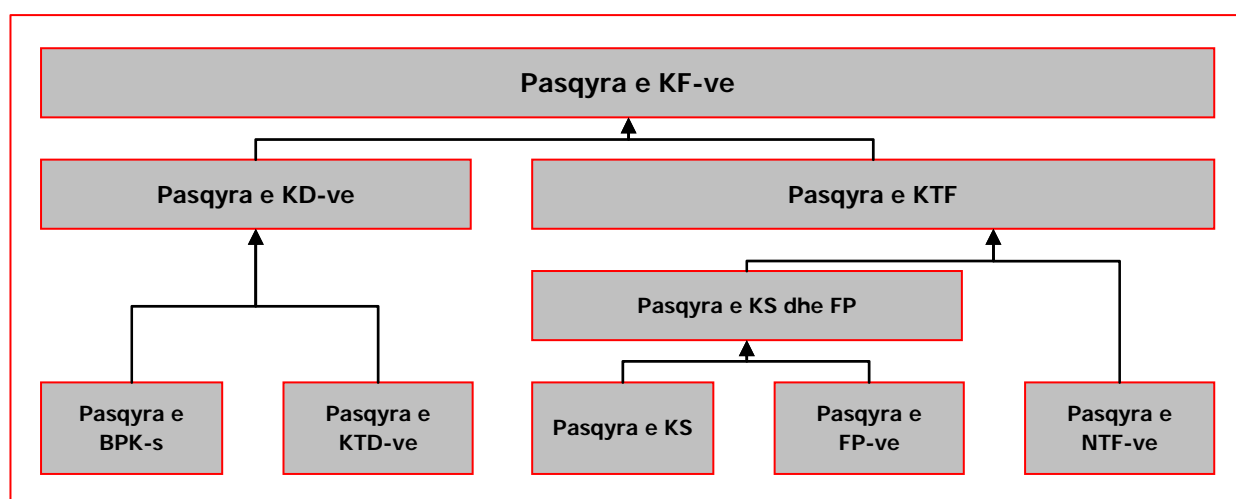 Pasqyra e KF-ve
Pasqyra e KD-ve
Pasqyra e KTF
Pasqyra e KS dhe FP
Pasqyra e
BPK-s
Pasqyra e
KTD-ve
Pasqyra e KS
Pasqyra e
FP-ve
Pasqyra e
NTF-ve